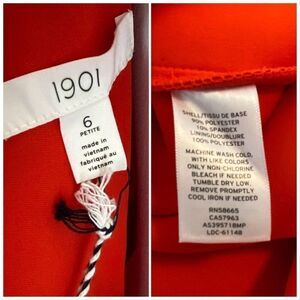 1901
6
PETITE
made in
vietnam
fabriqué au
vietnam
SHELL/TISSU DE BASE
90% POLYESTER
10% SPANDEX
LINING/DOUBLURE
100% POLYESTER
MACHINE WASH COLD,
WITH LIKE COLORS
ONLY NON-CHLORINE
BLEACH IF NEEDED
TUMBLE DRY LOW,
REMOVE PROMPTLY
COOL IRON IF NEEDED
RN58665
CA57963
AS395718MP
LDC-61148